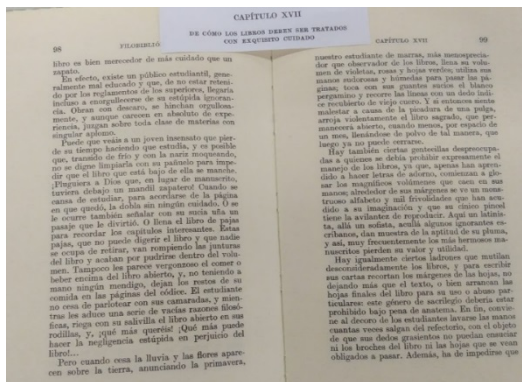 CAPÍTULO XVII
DE CÓMO LOS LIBROS DEBEN SER TRATADOS
CON EXQUISITO CUIDADO
98
FILOBIBLI
libro es bien merecedor de más cuidado que un
zapato.
En efecto, existe un público estudiantil, gene-
ralmente mal educado y que, de no estar reteni-
do por los reglamentos de los superiores, llegaría
incluso a enorgullecerse de su estúpida ignoran-
cia. Obran con descaro, se hinchan orgullosa-
mente, y aunque carecen en absoluto de expe-
riencia, juzgan sobre toda clase de materias con
singular aplomo.
Puede que veáis a un joven insensato que pier-
de su tiempo haciendo que estudia, y es posible
que, transido de frío y con la nariz moqueando,
no se digne limpiarla con su pañuelo para impe-
dir que el libro que está bajo de ella se manche.
¡Pluguiera a Dios que, en lugar de manuscrito,
tuviera debajo un mandil zapatero! Cuando se
cansa de estudiar, para acordarse de la página
en que quedó, la dobla sin ningún cuidado. O se
le ocurre también señalar con su sucia uña un
pasaje que le divirtió. O llena el libro de pajas
para recordar los capítulos interesantes. Estas
pajas, que no puede digerir el libro y que nadie
se ocupa de retirar, van rompiendo las junturas
del libro y acaban por pudrirse dentro del volu-
men. Tampoco les parece vergonzoso el comer o
beber encima del libro abierto, y, no teniendo a
mano ningún mendigo, dejan los restos de su
comida en las páginas del códice. El estudiante
no cesa de parlotear con sus camaradas, y mien-
tras les aduce una serie de vacías razones filosó-
ficas, riega con su salivilla el libro abierto en sus
rodillas, y, ¡qué más queréis! ¡Qué más puede
hacer la negligencia estúpida en perjuicio del
libro!...
Pero cuando cesa la lluvia y las flores apare-
cen sobre la tierra, anunciando la primavera,
CAPÍTULO XVII
99
nuestro estudiante de marras, más menosprecia-
dor que observador de los libros, llena su volu-
men de violetas, rosas y hojas verdes; utiliza sus
manos sudorosas y húmedas para pasar las pá-
ginas; toca con sus guantes sucios el blanco
pergamino y recorre las líneas con un dedo índi-
ce recubierto de viejo cuero. Y si entonces siente
malestar a causa de la picadura de una pulga,
arroja violentamente el libro sagrado, que per-
manecerá abierto, cuando menos, por espacio de
un mes, llenándose de polvo de tal manera, que
luego ya no puede cerrarse.
Hay también ciertas gentecillas despreocupa-
das a quienes se debía prohibir expresamente el
manejo de los libros, ya que, apenas han apren-
dido a hacer letras de adorno, comienzan a glo-
sar los magníficos volúmenes que caen en sus
manos; alrededor de sus márgenes se ve un mons-
truoso alfabeto y mil frivolidades que han acu-
dido a su imaginación y que su cínico pincel
tiene la avilantez de reproducir. Aquí un latinis-
ta, allá un sofista, acullá algunos ignorantes es-
cribanos, dan muestra de la aptitud de su pluma,
y así, muy frecuentemente los más hermosos ma-
nuscritos pierden su valor y utilidad.
Hay igualmente ciertos ladrones que mutilan
desconsideradamente los libros, y para escribir
sus cartas recortan los márgenes de las hojas, no
dejando más que el texto, o bien arrancan las
hojas finales del libro para su uso o abuso par-
ticulares: este género de sacrilegio debería estar
prohibido bajo pena de anatema. En fin, convie-
ne al decoro de los estudiantes lavarse las manos
cuantas veces salgan del refectorio, con el objeto
de que sus dedos grasientos no puedan ensuciar
ni los broches del libro ni las hojas que se vean
obligados a pasar. Además, ha de impedirse que